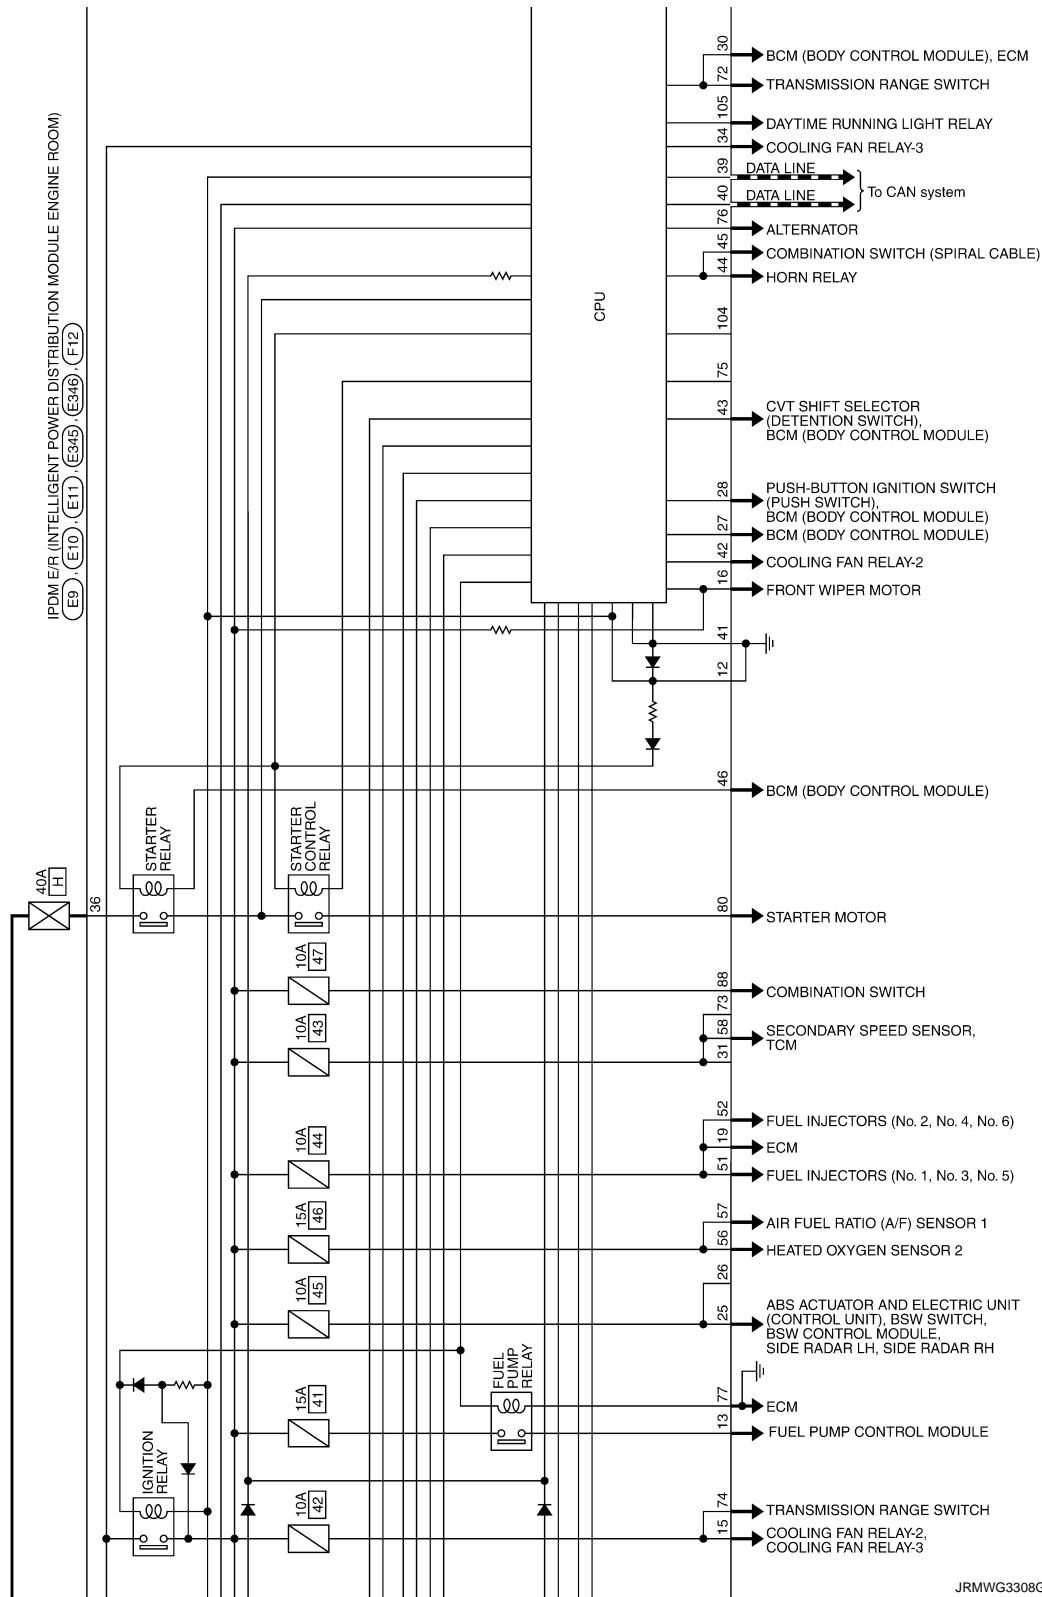 30
BCM (BODY CONTROL MODULE), ECM
72
TRANSMISSION RANGE SWITCH
105
DAYTIME RUNNING LIGHT RELAY
34
COOLING FAN RELAY-3
39
DATA LINE
40
DATA LINE
To CAN system
76
ALTERNATOR
45
COMBINATION SWITCH (SPIRAL CABLE)
44
HORN RELAY
CPU
104
75
43
CVT SHIFT SELECTOR
(DETENTION SWITCH),
BCM (BODY CONTROL MODULE)
28
PUSH-BUTTON IGNITION SWITCH
(PUSH SWITCH),
BCM (BODY CONTROL MODULE)
27
BCM (BODY CONTROL MODULE)
42
COOLING FAN RELAY-2
16
FRONT WIPER MOTOR
41
12
IPDM E/R (INTELLIGENT POWER DISTRIBUTION MODULE ENGINE ROOM)
E9 , E10 , E11 , E345 , E346 , F12
46
BCM (BODY CONTROL MODULE)
STARTER
RELAY
STARTER
CONTROL
RELAY
40A
H
36
80
STARTER MOTOR
10A
47
88
COMBINATION SWITCH
10A
43
73
58
31
SECONDARY SPEED SENSOR,
TCM
10A
44
52
FUEL INJECTORS (No. 2, No. 4, No. 6)
19
ECM
51
FUEL INJECTORS (No. 1, No. 3, No. 5)
15A
46
57
AIR FUEL RATIO (A/F) SENSOR 1
56
HEATED OXYGEN SENSOR 2
10A
45
26
25
ABS ACTUATOR AND ELECTRIC UNIT
(CONTROL UNIT), BSW SWITCH,
BSW CONTROL MODULE,
SIDE RADAR LH, SIDE RADAR RH
15A
41
FUEL
PUMP
RELAY
77
ECM
13
FUEL PUMP CONTROL MODULE
IGNITION
RELAY
10A
42
74
TRANSMISSION RANGE SWITCH
15
COOLING FAN RELAY-2,
COOLING FAN RELAY-3
JRMWG3308G